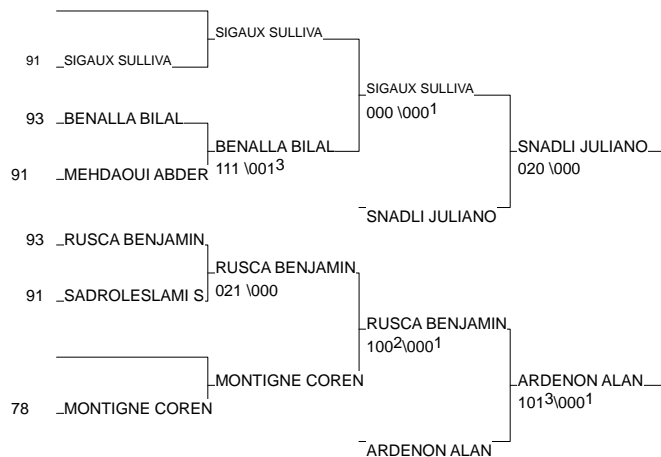 SIGAUX SULLIVA
91 SIGAUX SULLIVA
SIGAUX SULLIVA
000 \000¹
93 BENALLA BILAL
BENALLA BILAL
111 \001³
SNADLI JULIANO
020 \000
91 MEHDAOUI ABDER
SNADLI JULIANO
93 RUSCA BENJAMIN
RUSCA BENJAMIN
021 \000
91 SADROLESLAMI S
RUSCA BENJAMIN
100²\000¹
MONTIGNE COREN
ARDENON ALAN
101³\000¹
78 MONTIGNE COREN
ARDENON ALAN